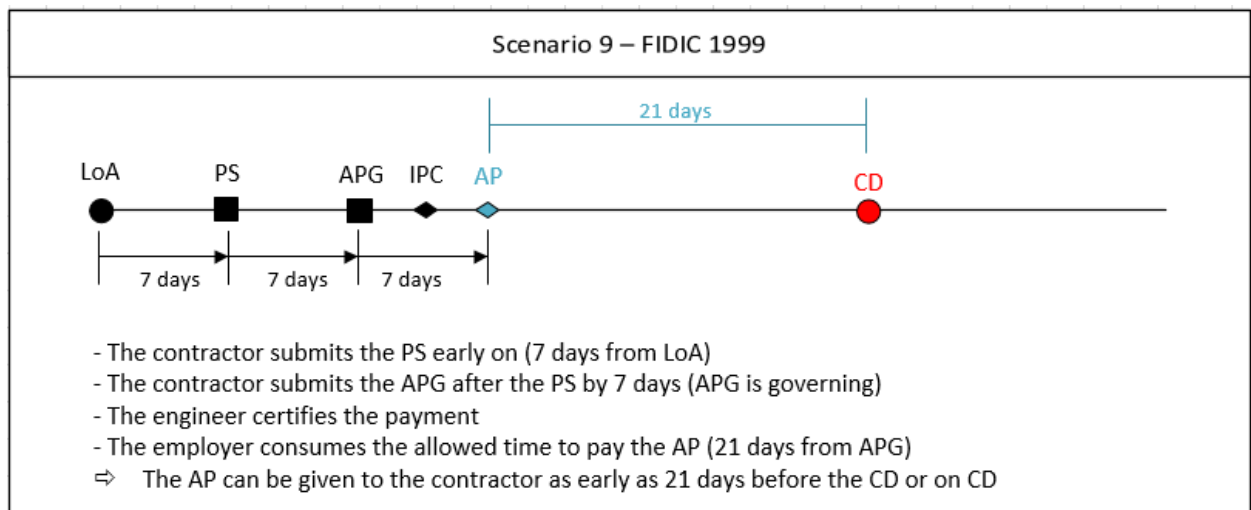 Scenario 9 – FIDIC 1999
21 days
LoA PS APG IPC AP CD
7 days 7 days 7 days
- The contractor submits the PS early on (7 days from LoA)
- The contractor submits the APG after the PS by 7 days (APG is governing)
- The engineer certifies the payment
- The employer consumes the allowed time to pay the AP (21 days from APG)
⇨ The AP can be given to the contractor as early as 21 days before the CD or on CD